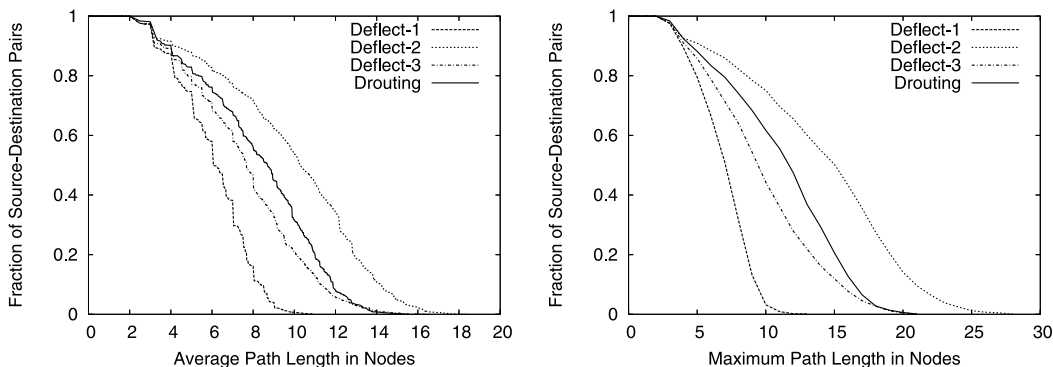 Fraction of Source-Destination Pairs
1
0.8
0.6
0.4
0.2
0
0 2 4 6 8 10 12 14 16 18 20
Average Path Length in Nodes
Deflect-1
Deflect-2
Deflect-3
Drouting
Fraction of Source-Destination Pairs
1
0.8
0.6
0.4
0.2
0
0 5 10 15 20 25 30
Maximum Path Length in Nodes
Deflect-1
Deflect-2
Deflect-3
Drouting